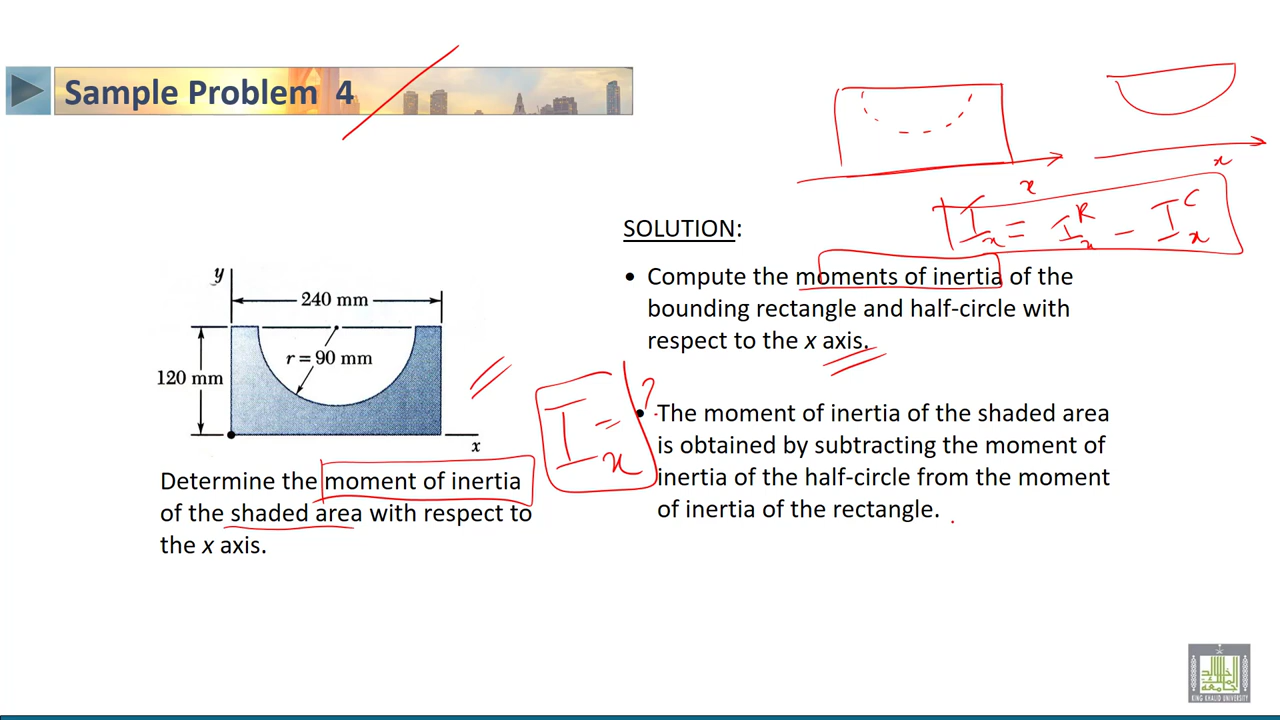 Sample Problem 4
x
x
I_x = I_x^R - I_x^C
SOLUTION:
• Compute the moments of inertia of the
bounding rectangle and half-circle with
respect to the x axis.
y
240 mm
r = 90 mm
120 mm
x
I_x = ?
• The moment of inertia of the shaded area
is obtained by subtracting the moment of
inertia of the half-circle from the moment
of inertia of the rectangle.
Determine the moment of inertia
of the shaded area with respect to
the x axis.
KING KHALID UNIVERSITY